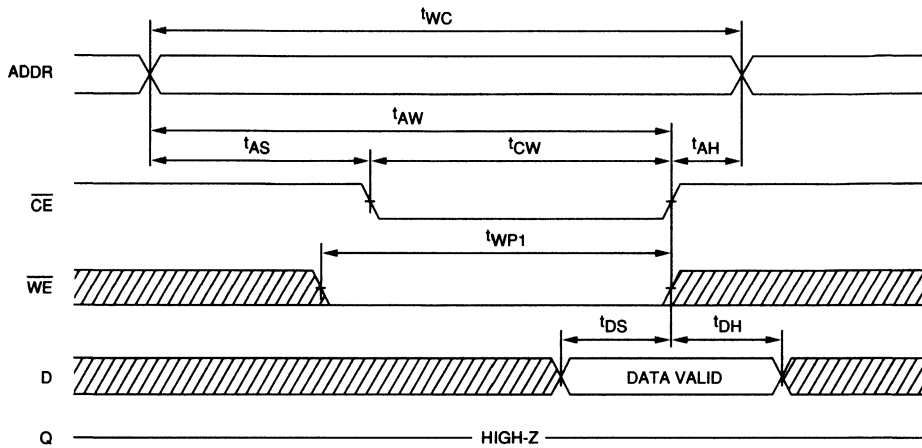 tWC
ADDR
tAW
tAS
tCW
tAH
CE
tWP1
WE
tDS
tDH
D
DATA VALID
Q
HIGH-Z